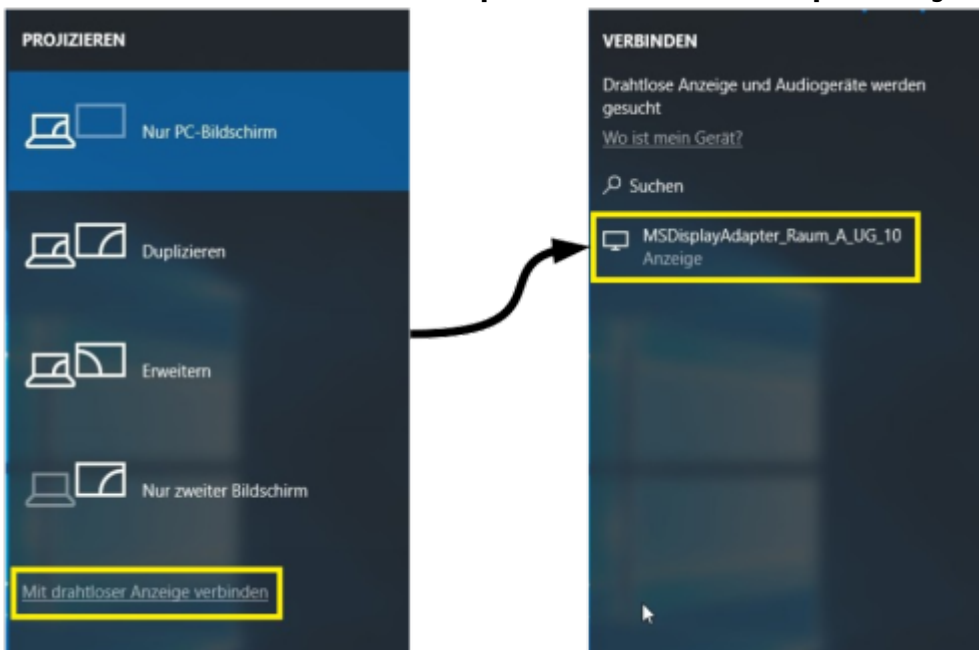 PROJIZIEREN
Nur PC-Bildschirm
Duplizieren
Erweitern
Nur zweiter Bildschirm
Mit drahtloser Anzeige verbinden
VERBINDEN
Drahtlose Anzeige und Audiogeräte werden
gesucht
Wo ist mein Gerät?
Suchen
MSDisplayAdapter_Raum_A_UG_10
Anzeige